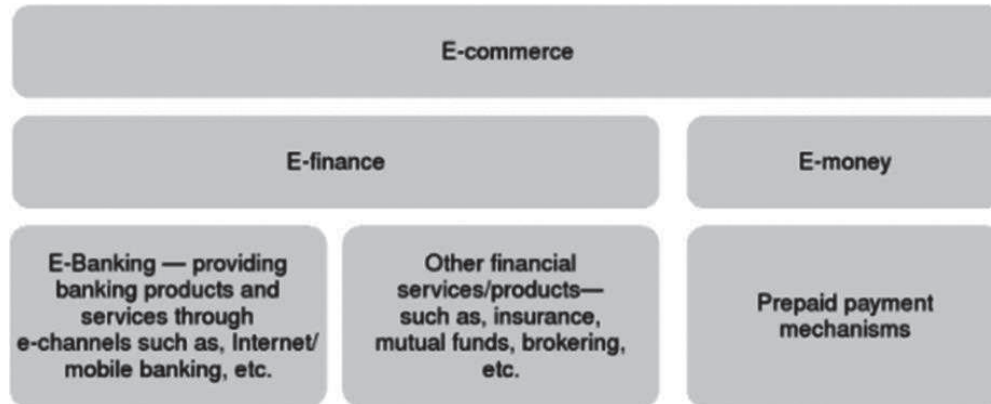 E-commerce
E-finance
E-money
E-Banking — providing
banking products and
services through
e-channels such as, Internet/
mobile banking, etc.
Other financial
services/products—
such as, insurance,
mutual funds, brokering,
etc.
Prepaid payment
mechanisms